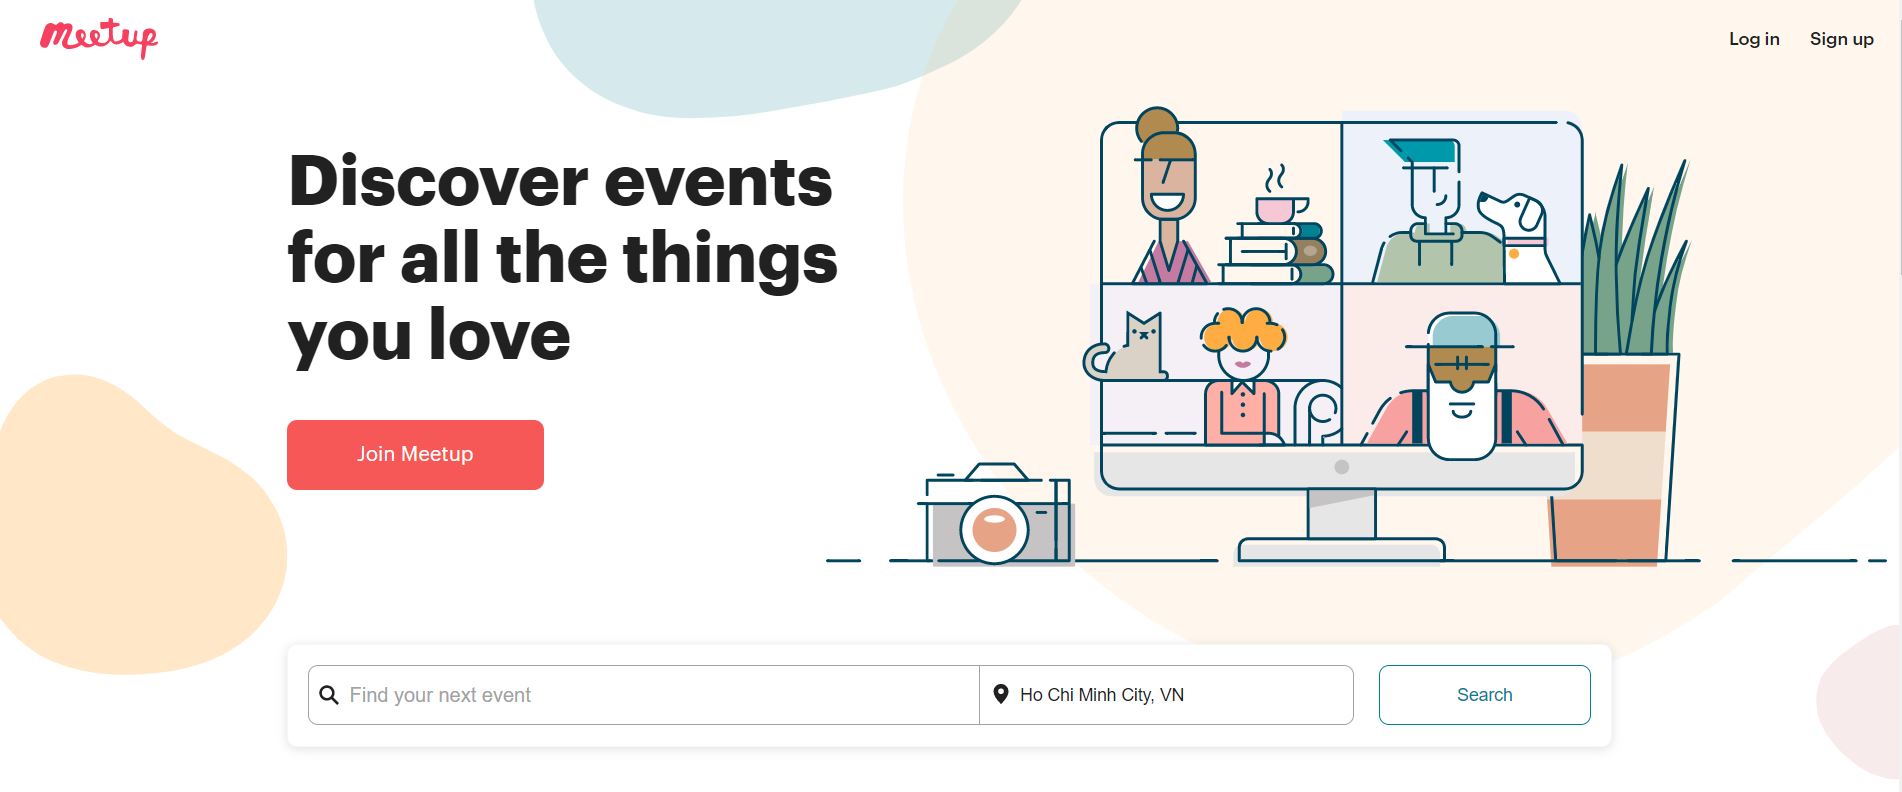 Meetup
Log in
Sign up
Discover events
for all the things
you love
Join Meetup
Find your next event
Ho Chi Minh City, VN
Search